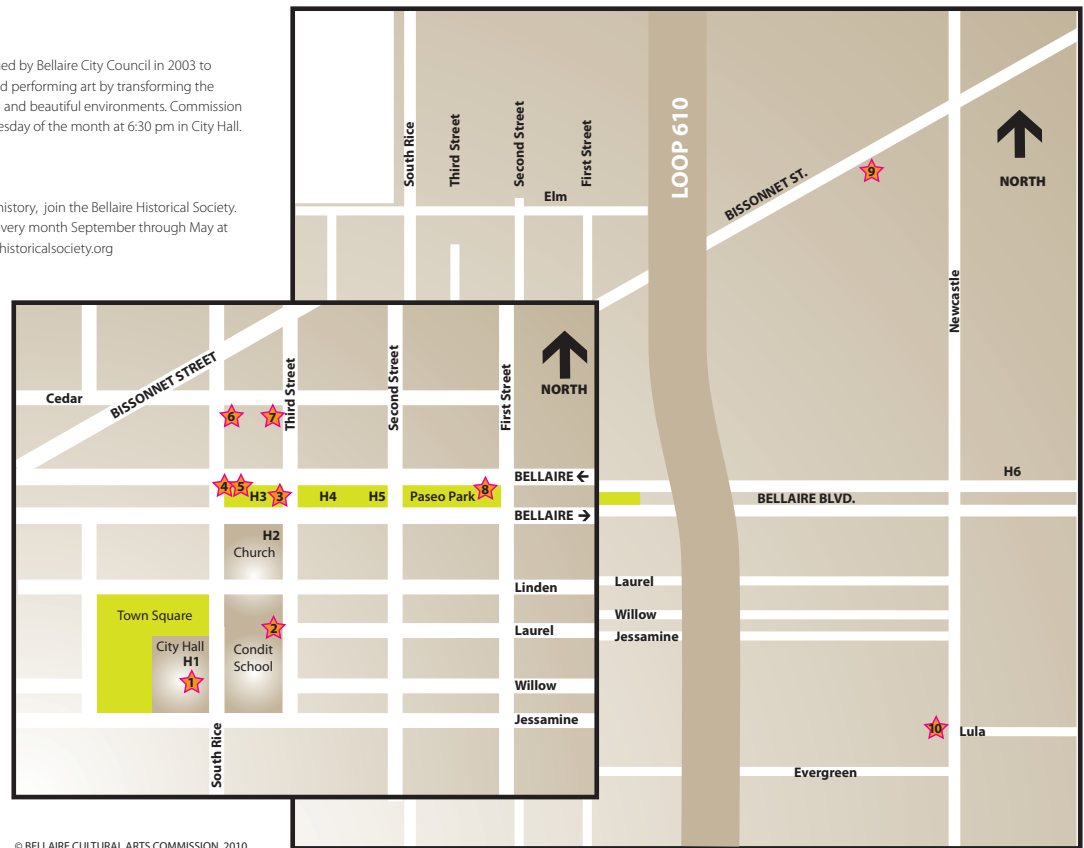 ed by Bellaire City Council in 2003 to
d performing art by transforming the
and beautiful environments. Commission
esday of the month at 6:30 pm in City Hall.
istory, join the Bellaire Historical Society.
very month September through May at
historicalsociety.org
South Rice
Third Street
Second Street
First Street
Elm
LOOP 610
BISSONNET ST.
9
NORTH
Newcastle
H6
BELLAIRE BLVD.
Laurel
Willow
Jessamine
10
Lula
Evergreen
Cedar
BISSONNET STREET
Third Street
Second Street
First Street
NORTH
6
7
BELLAIRE ←
4
5
H3
3
H4
H5
Paseo Park
8
BELLAIRE →
H2
Church
Linden
Town Square
2
Laurel
City Hall
H1
1
Condit
School
Willow
Jessamine
South Rice
© BELLAIRE CULTURAL ARTS COMMISSION, 2010